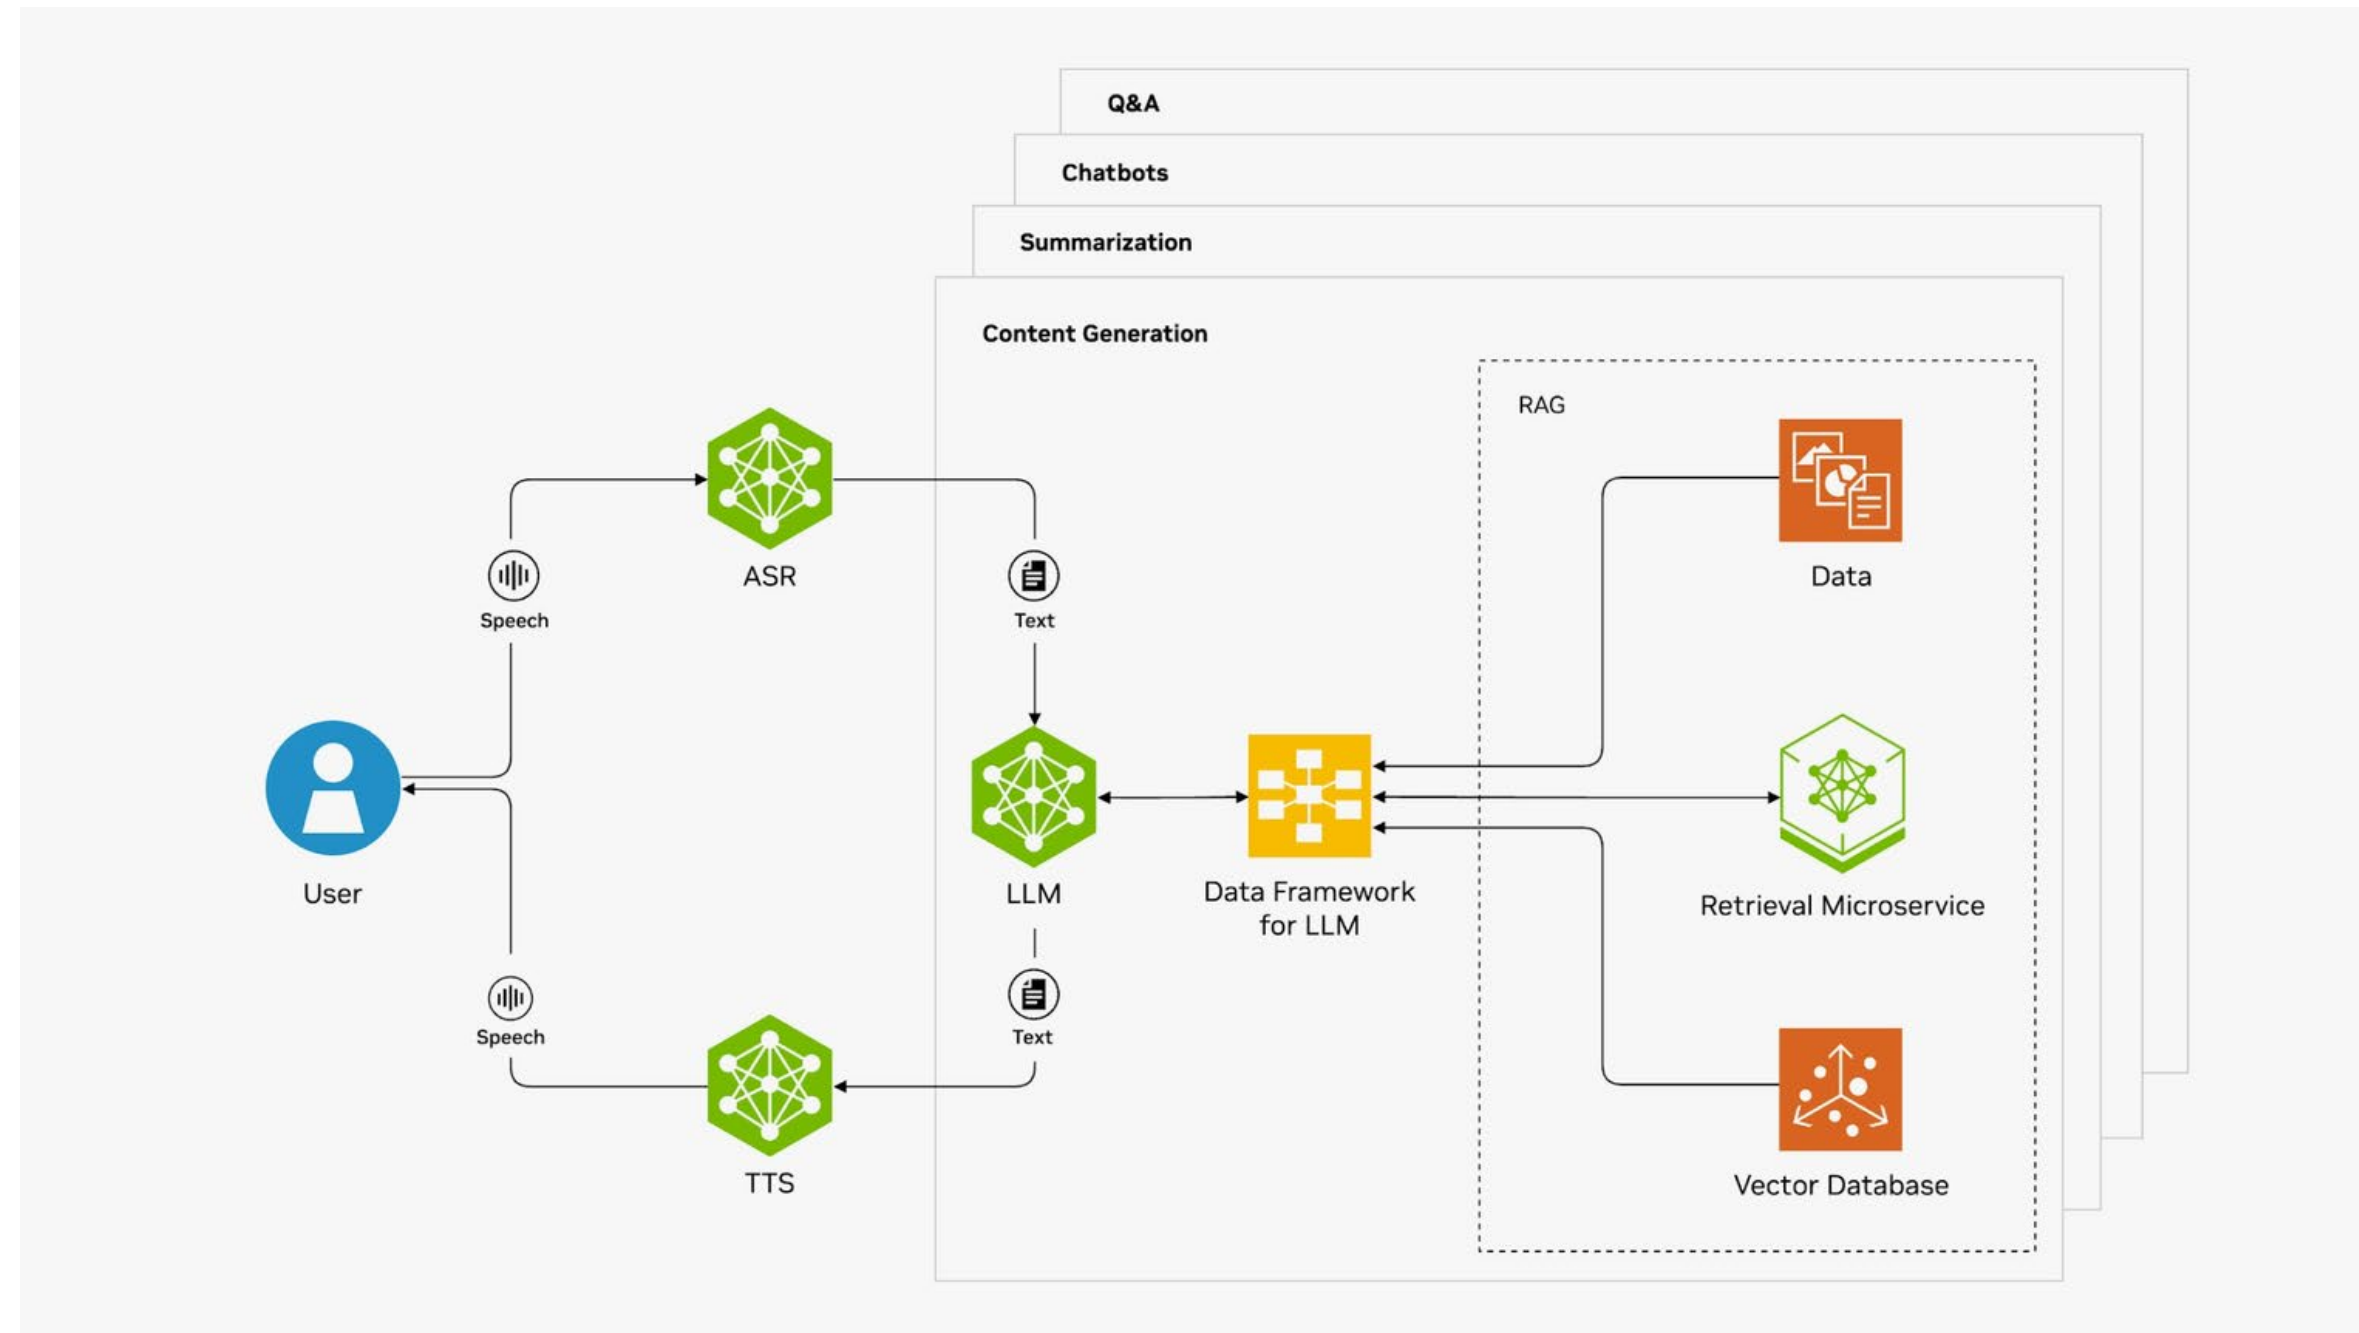 Q&A
Chatbots
Summarization
Content Generation
RAG
ASR
Data
Speech
Text
User
LLM
Data Framework
for LLM
Retrieval Microservice
Speech
Text
TTS
Vector Database